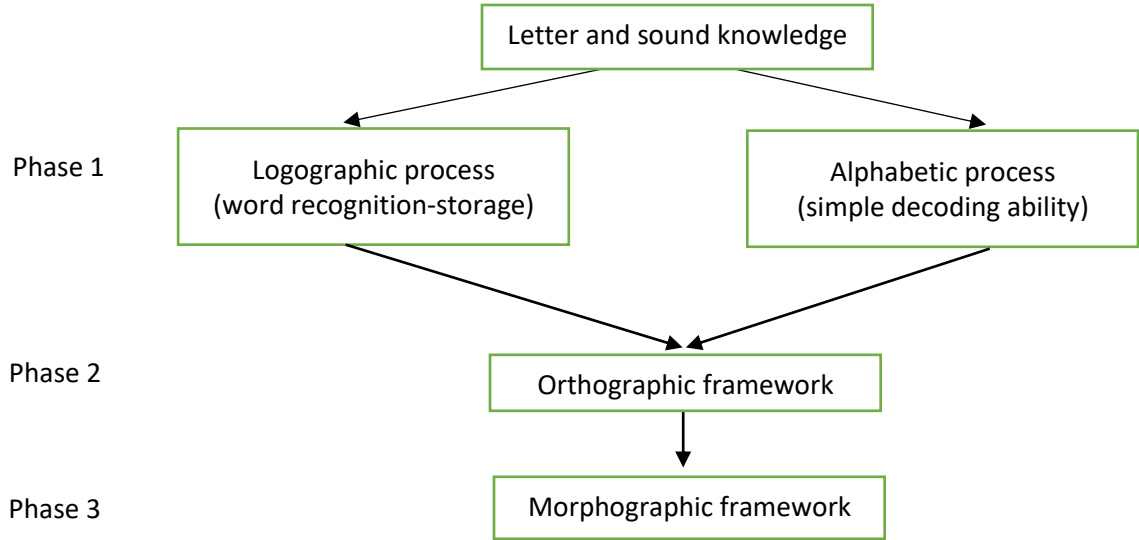 Letter and sound knowledge
Phase 1
Logographic process
(word recognition-storage)
Alphabetic process
(simple decoding ability)
Phase 2
Orthographic framework
Phase 3
Morphographic framework